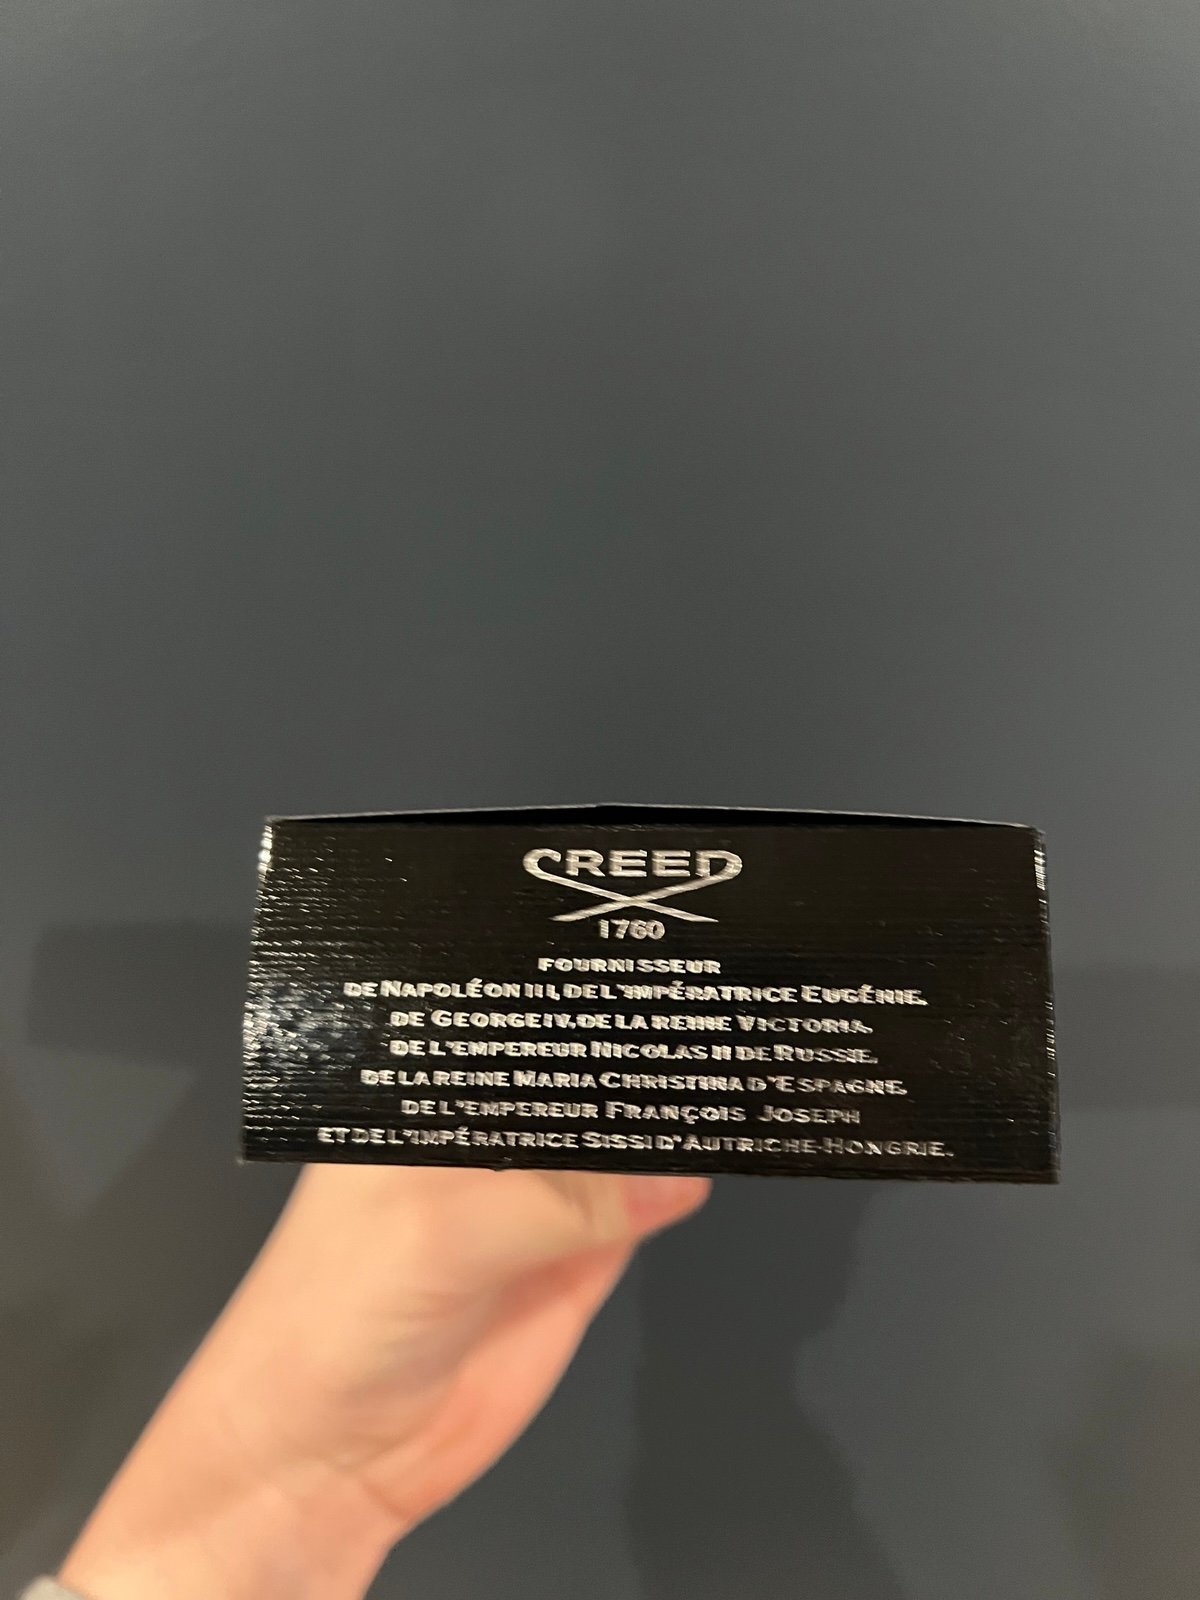 CREED
1760
FOURNISSEUR
DE NAPOLÉON III, DE L'IMPÉRATRICE EUGÉNIE,
DE GEORGE IV, DE LA REINE VICTORIA,
DE L'EMPEREUR NICOLAS II DE RUSSIE,
DE LA REINE MARIA CHRISTINA D'ESPAGNE,
DE L'EMPEREUR FRANÇOIS JOSEPH
ET DE L'IMPÉRATRICE SISSI D'AUTRICHE-HONGRIE.